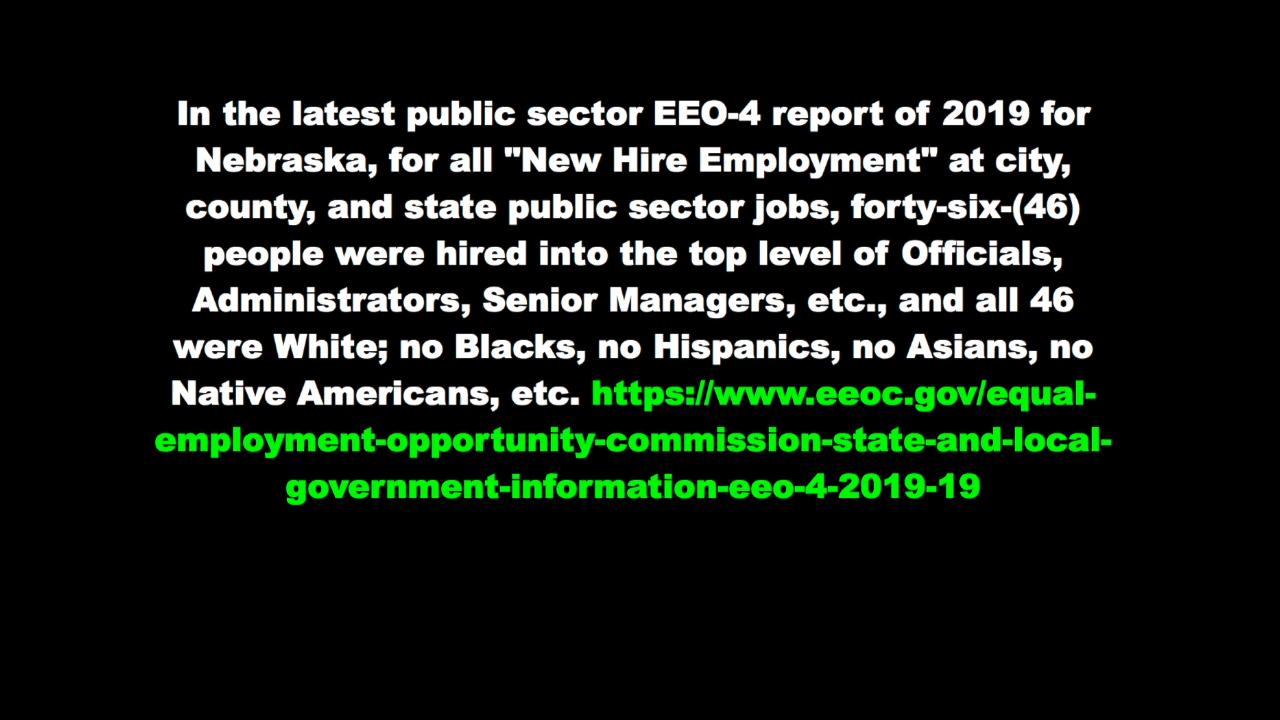 In the latest public sector EEO-4 report of 2019 for
Nebraska, for all "New Hire Employment" at city,
county, and state public sector jobs, forty-six-(46)
people were hired into the top level of Officials,
Administrators, Senior Managers, etc., and all 46
were White; no Blacks, no Hispanics, no Asians, no
Native Americans, etc. https://www.eeoc.gov/equal-
employment-opportunity-commission-state-and-local-
government-information-eeo-4-2019-19